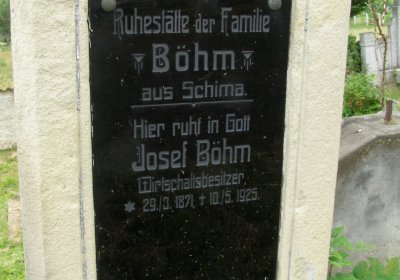 Ruhestätte der Familie
Böhm
aus Schima.
Hier ruht in Gott
Josef Böhm
Wirtschaftsbesitzer
* 29./3. 1871. † 10./5. 1925.